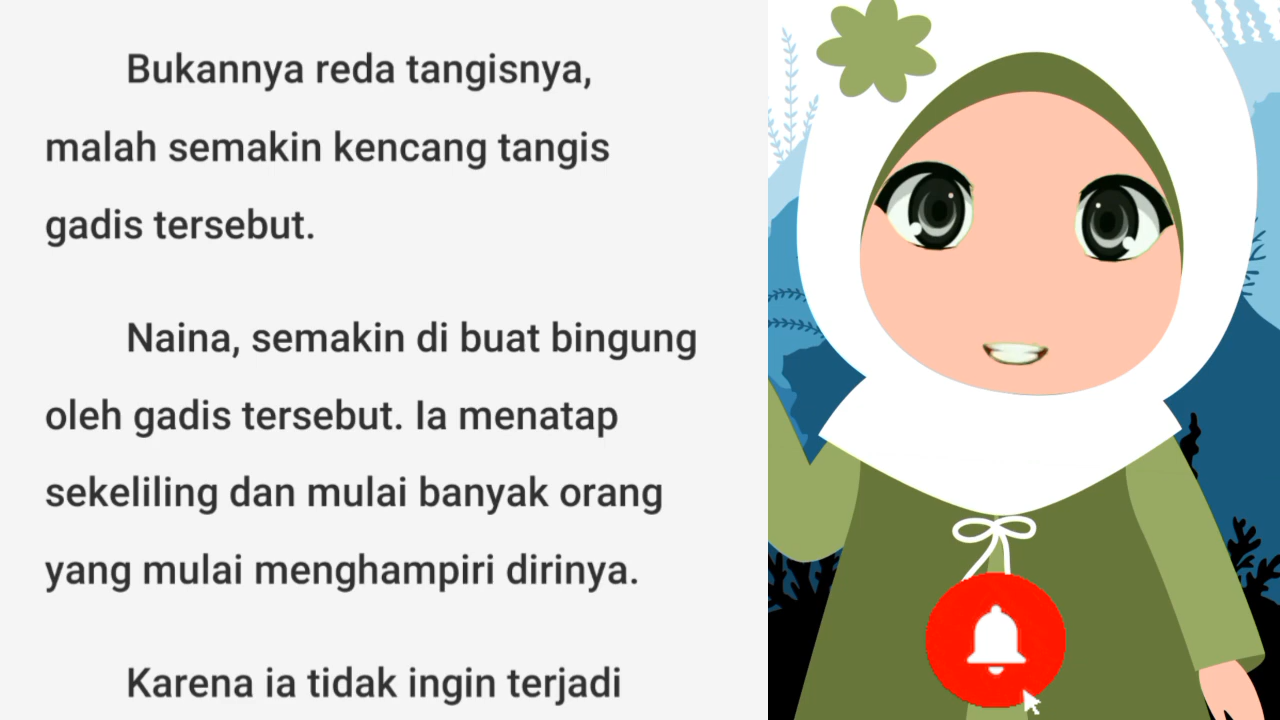 Bukannya reda tangisnya,
malah semakin kencang tangis
gadis tersebut.
Naina, semakin di buat bingung
oleh gadis tersebut. Ia menatap
sekeliling dan mulai banyak orang
yang mulai menghampiri dirinya.
Karena ia tidak ingin terjadi